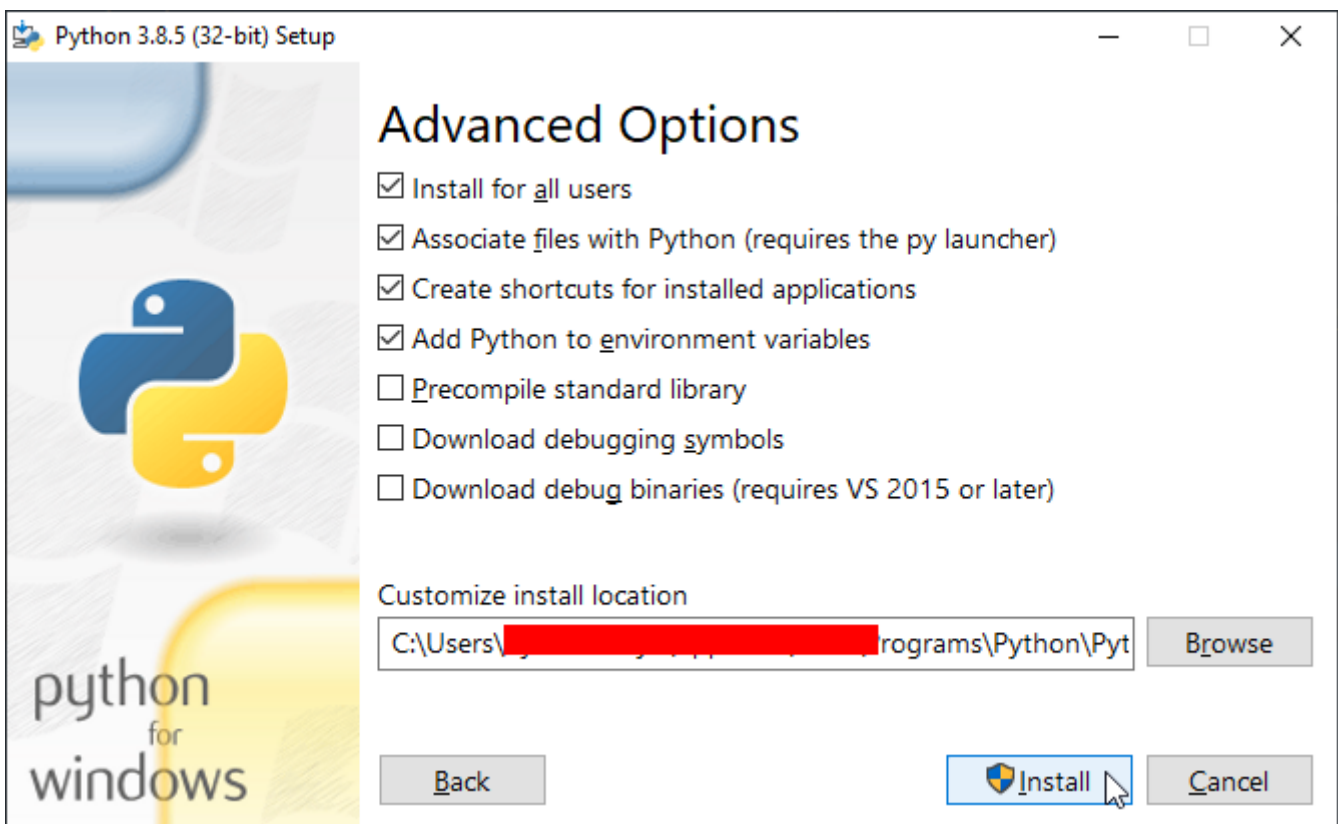 Python 3.8.5 (32-bit) Setup
Advanced Options
Install for all users
Associate files with Python (requires the py launcher)
Create shortcuts for installed applications
Add Python to environment variables
Precompile standard library
Download debugging symbols
Download debug binaries (requires VS 2015 or later)
Customize install location
C:\Users\ rograms\Python\Pyt
Browse
python
for
windows
Back
Install
Cancel